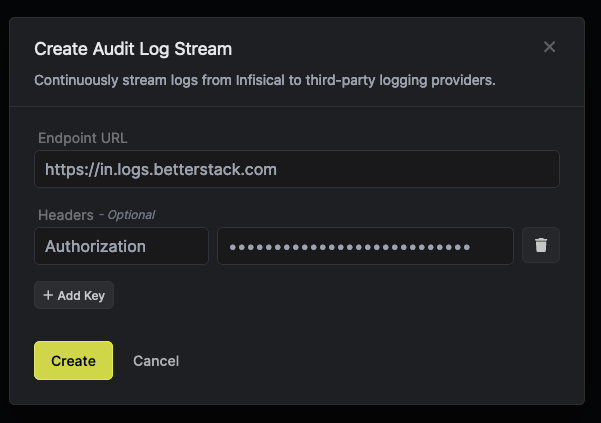 Create Audit Log Stream
Continuously stream logs from Infisical to third-party logging providers.
Endpoint URL
https://in.logs.betterstack.com
Headers - Optional
Authorization •••••••••••••••••••••••••••
+ Add Key
Create Cancel